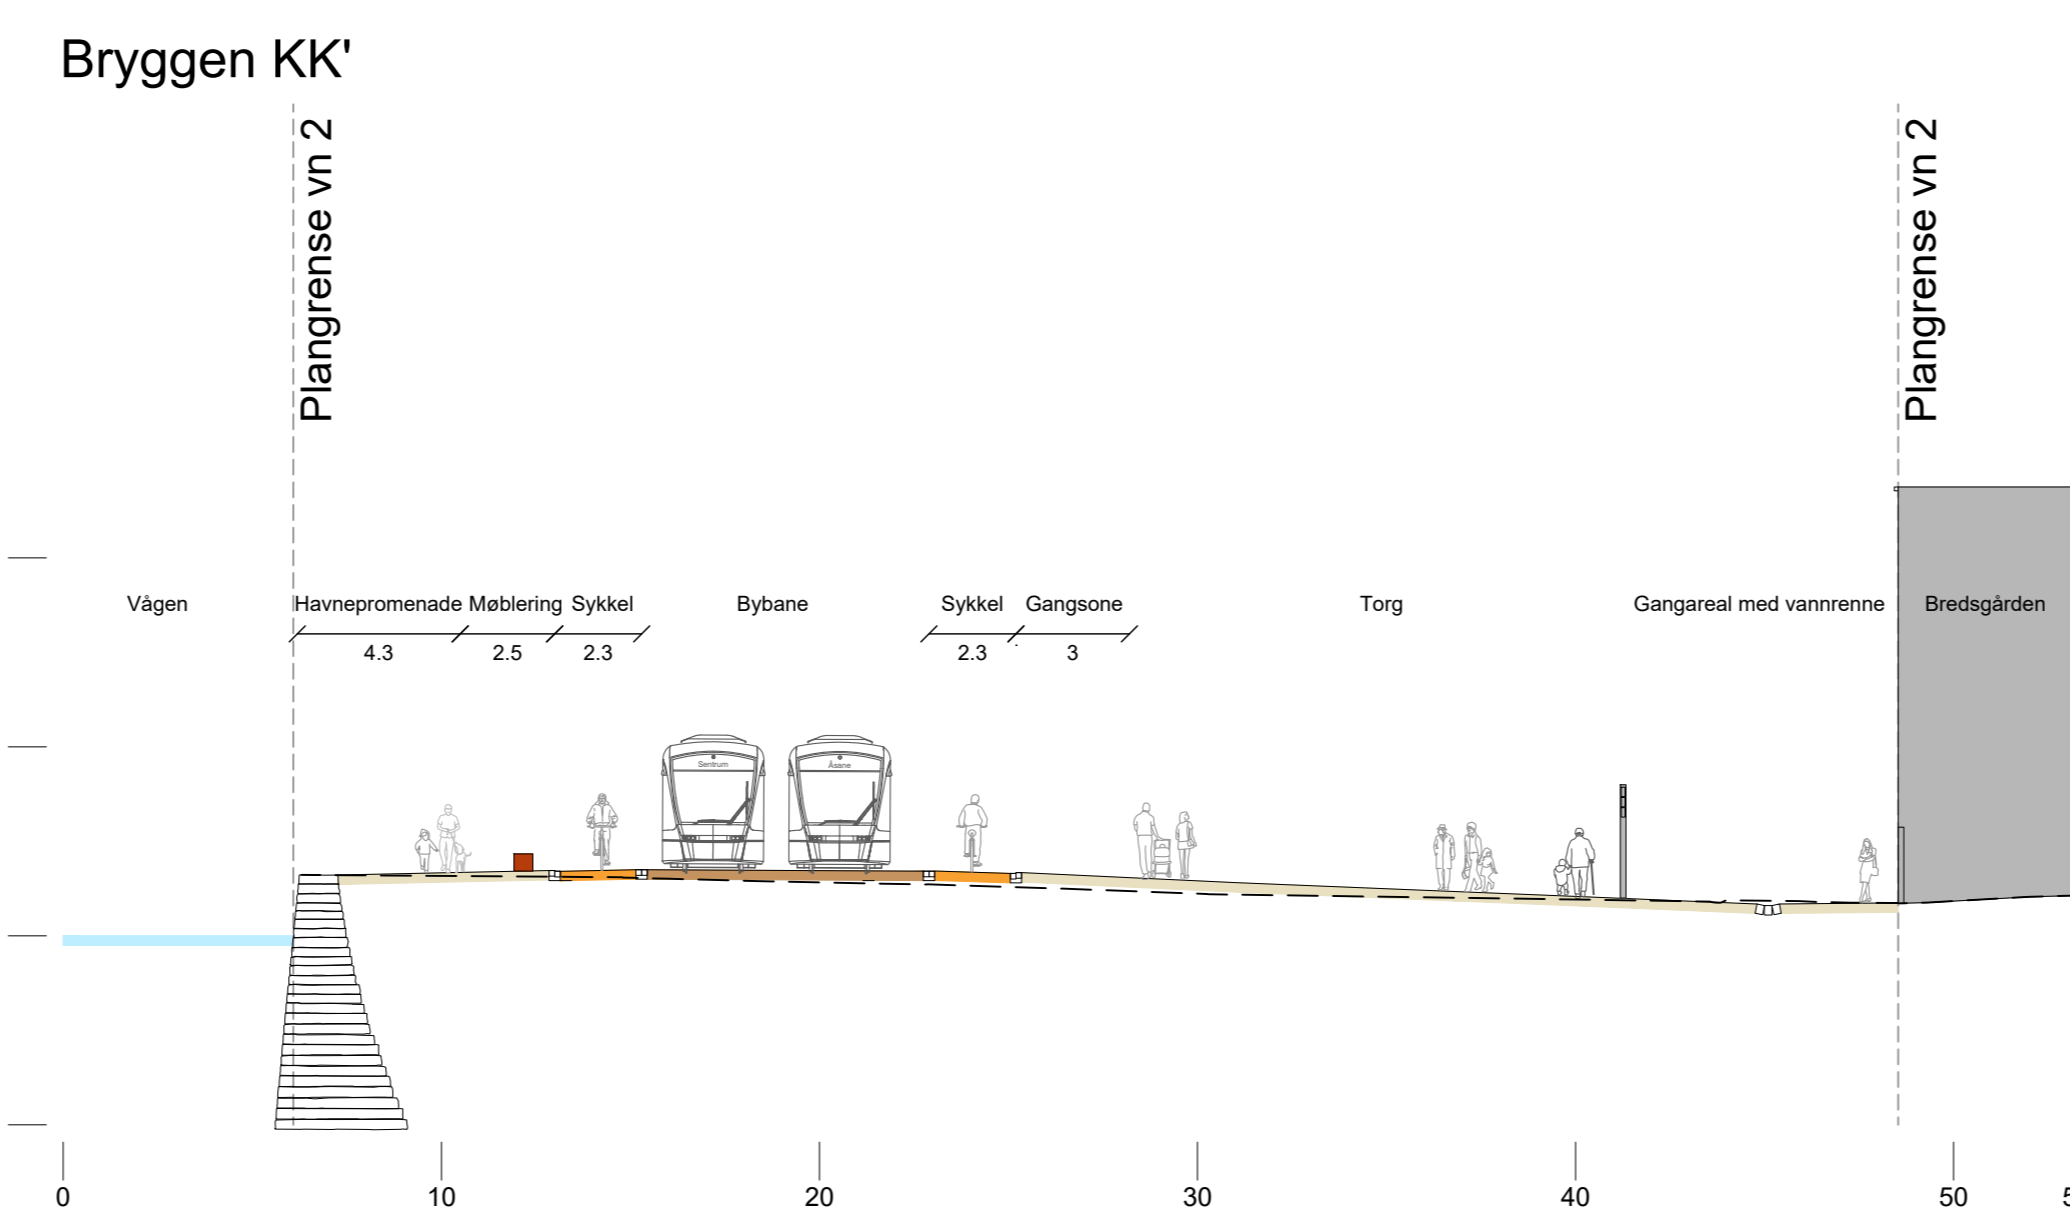 Bryggen KK'
Plangrense vn 2
Plangrense vn 2
Vågen
Havnepromenade
Møblering
Sykkel
Bybane
Sykkel
Gangsone
Torg
Gangareal med vannrenne
Bredsgården
4.3
2.5
2.3
2.3
3
Sentrum
Åsane
0
10
20
30
40
50